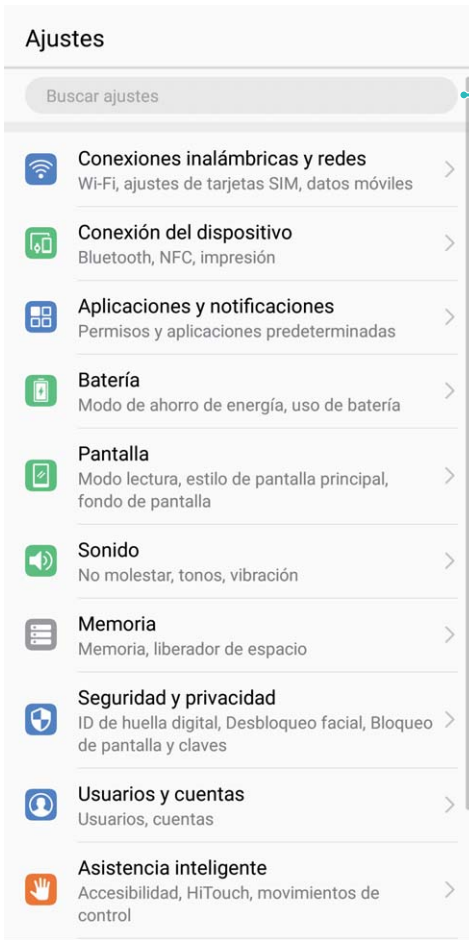 Ajustes
Buscar ajustes
Conexiones inalámbricas y redes
Wi-Fi, ajustes de tarjetas SIM, datos móviles
Conexión del dispositivo
Bluetooth, NFC, impresión
Aplicaciones y notificaciones
Permisos y aplicaciones predeterminadas
Batería
Modo de ahorro de energía, uso de batería
Pantalla
Modo lectura, estilo de pantalla principal,
fondo de pantalla
Sonido
No molestar, tonos, vibración
Memoria
Memoria, liberador de espacio
Seguridad y privacidad
ID de huella digital, Desbloqueo facial, Bloqueo
de pantalla y claves
Usuarios y cuentas
Usuarios, cuentas
Asistencia inteligente
Accesibilidad, HiTouch, movimientos de
control